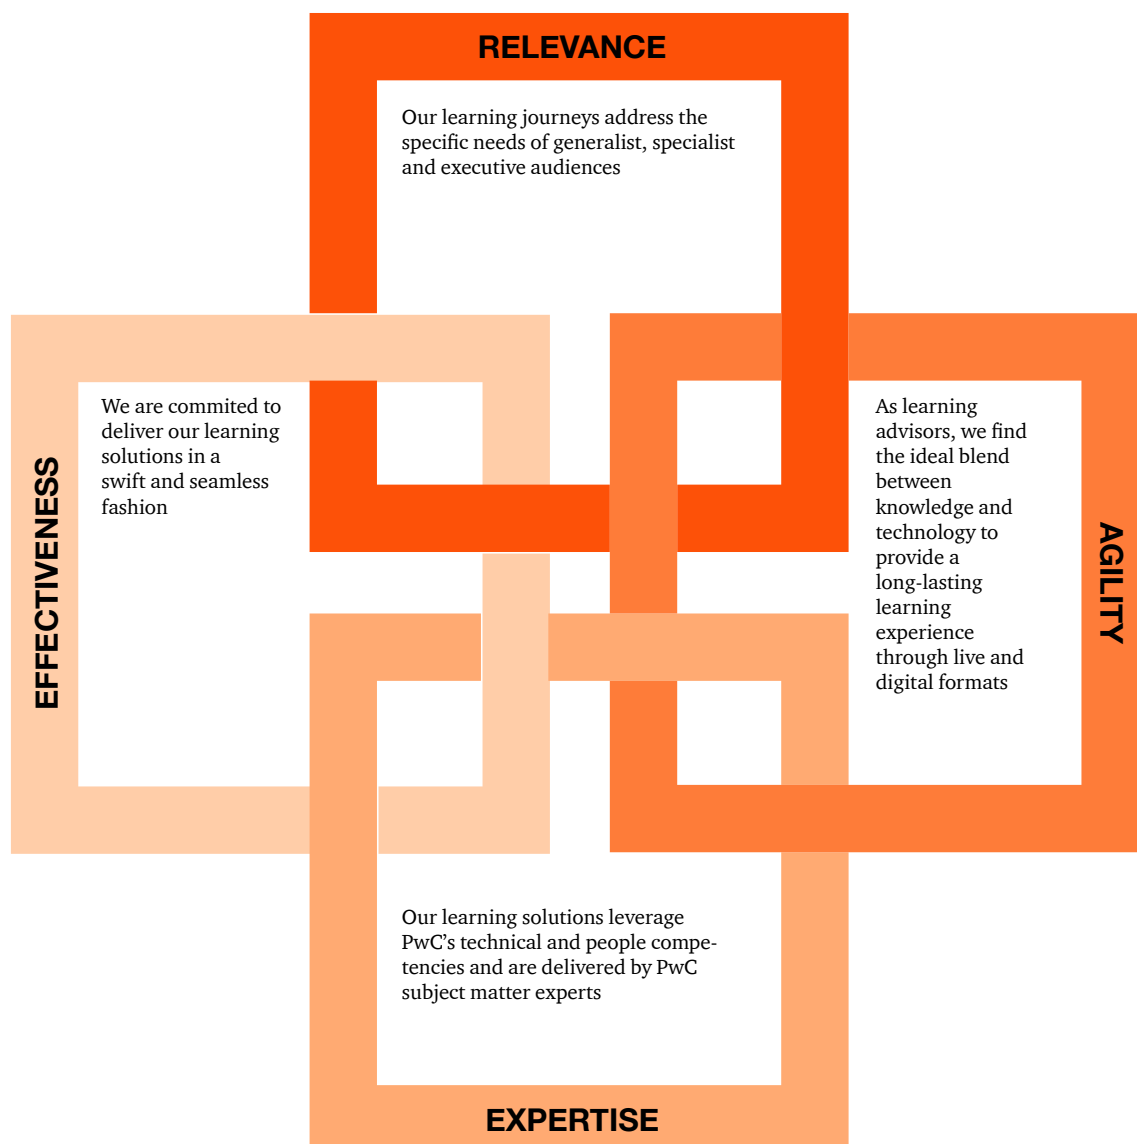 RELEVANCE
Our learning journeys address the
specific needs of generalist, specialist
and executive audiences
EFFECTIVENESS
We are commited to
deliver our learning
solutions in a
swift and seamless
fashion
As learning
advisors, we find
the ideal blend
between
knowledge and
technology to
provide a
long-lasting
learning
experience
through live and
digital formats
AGILITY
Our learning solutions leverage
PwC’s technical and people compe-
tencies and are delivered by PwC
subject matter experts
EXPERTISE